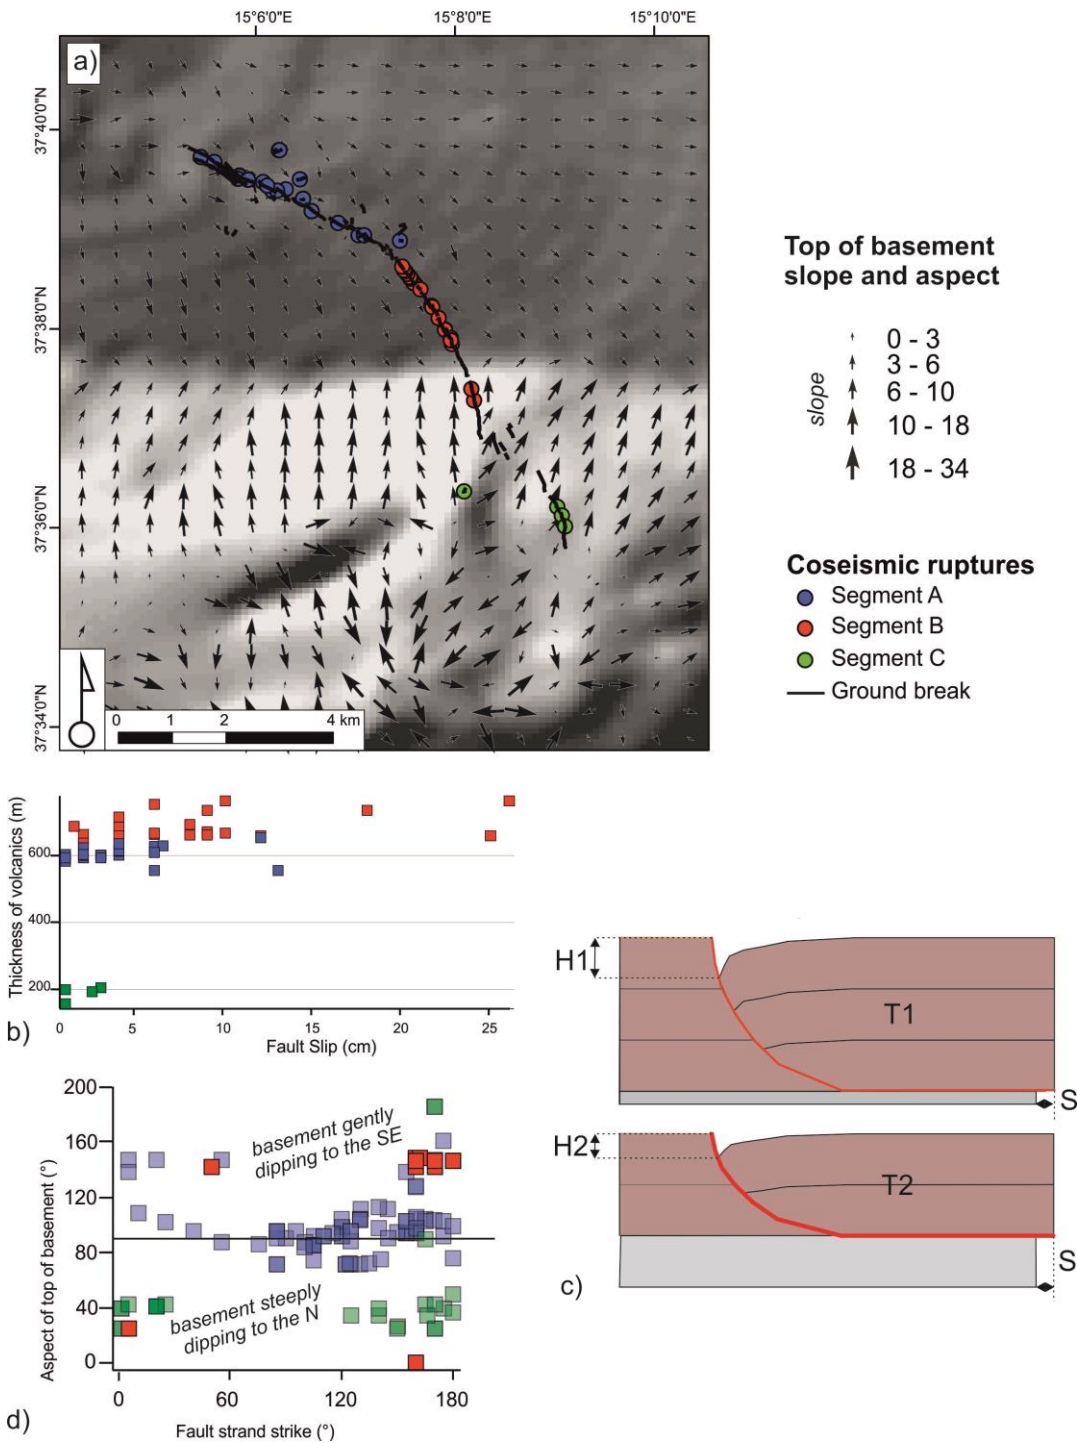 15°6'0"E 15°8'0"E 15°10'0"E
a)
37°40'0"N
37°38'0"N
37°36'0"N
37°34'0"N
0 1 2 4 km
Top of basement
slope and aspect
slope
0 - 3
3 - 6
6 - 10
10 - 18
18 - 34
Coseismic ruptures
Segment A
Segment B
Segment C
Ground break
Thickness of volcanics (m)
600
400
200
0 5 10 15 20 25
Fault Slip (cm)
b)
H1
T1
S
H2
T2
S
c)
Aspect of top of basement (°)
200
160
120
80
40
0
basement gently
dipping to the SE
basement steeply
dipping to the N
0 60 120 180
Fault strand strike (°)
d)